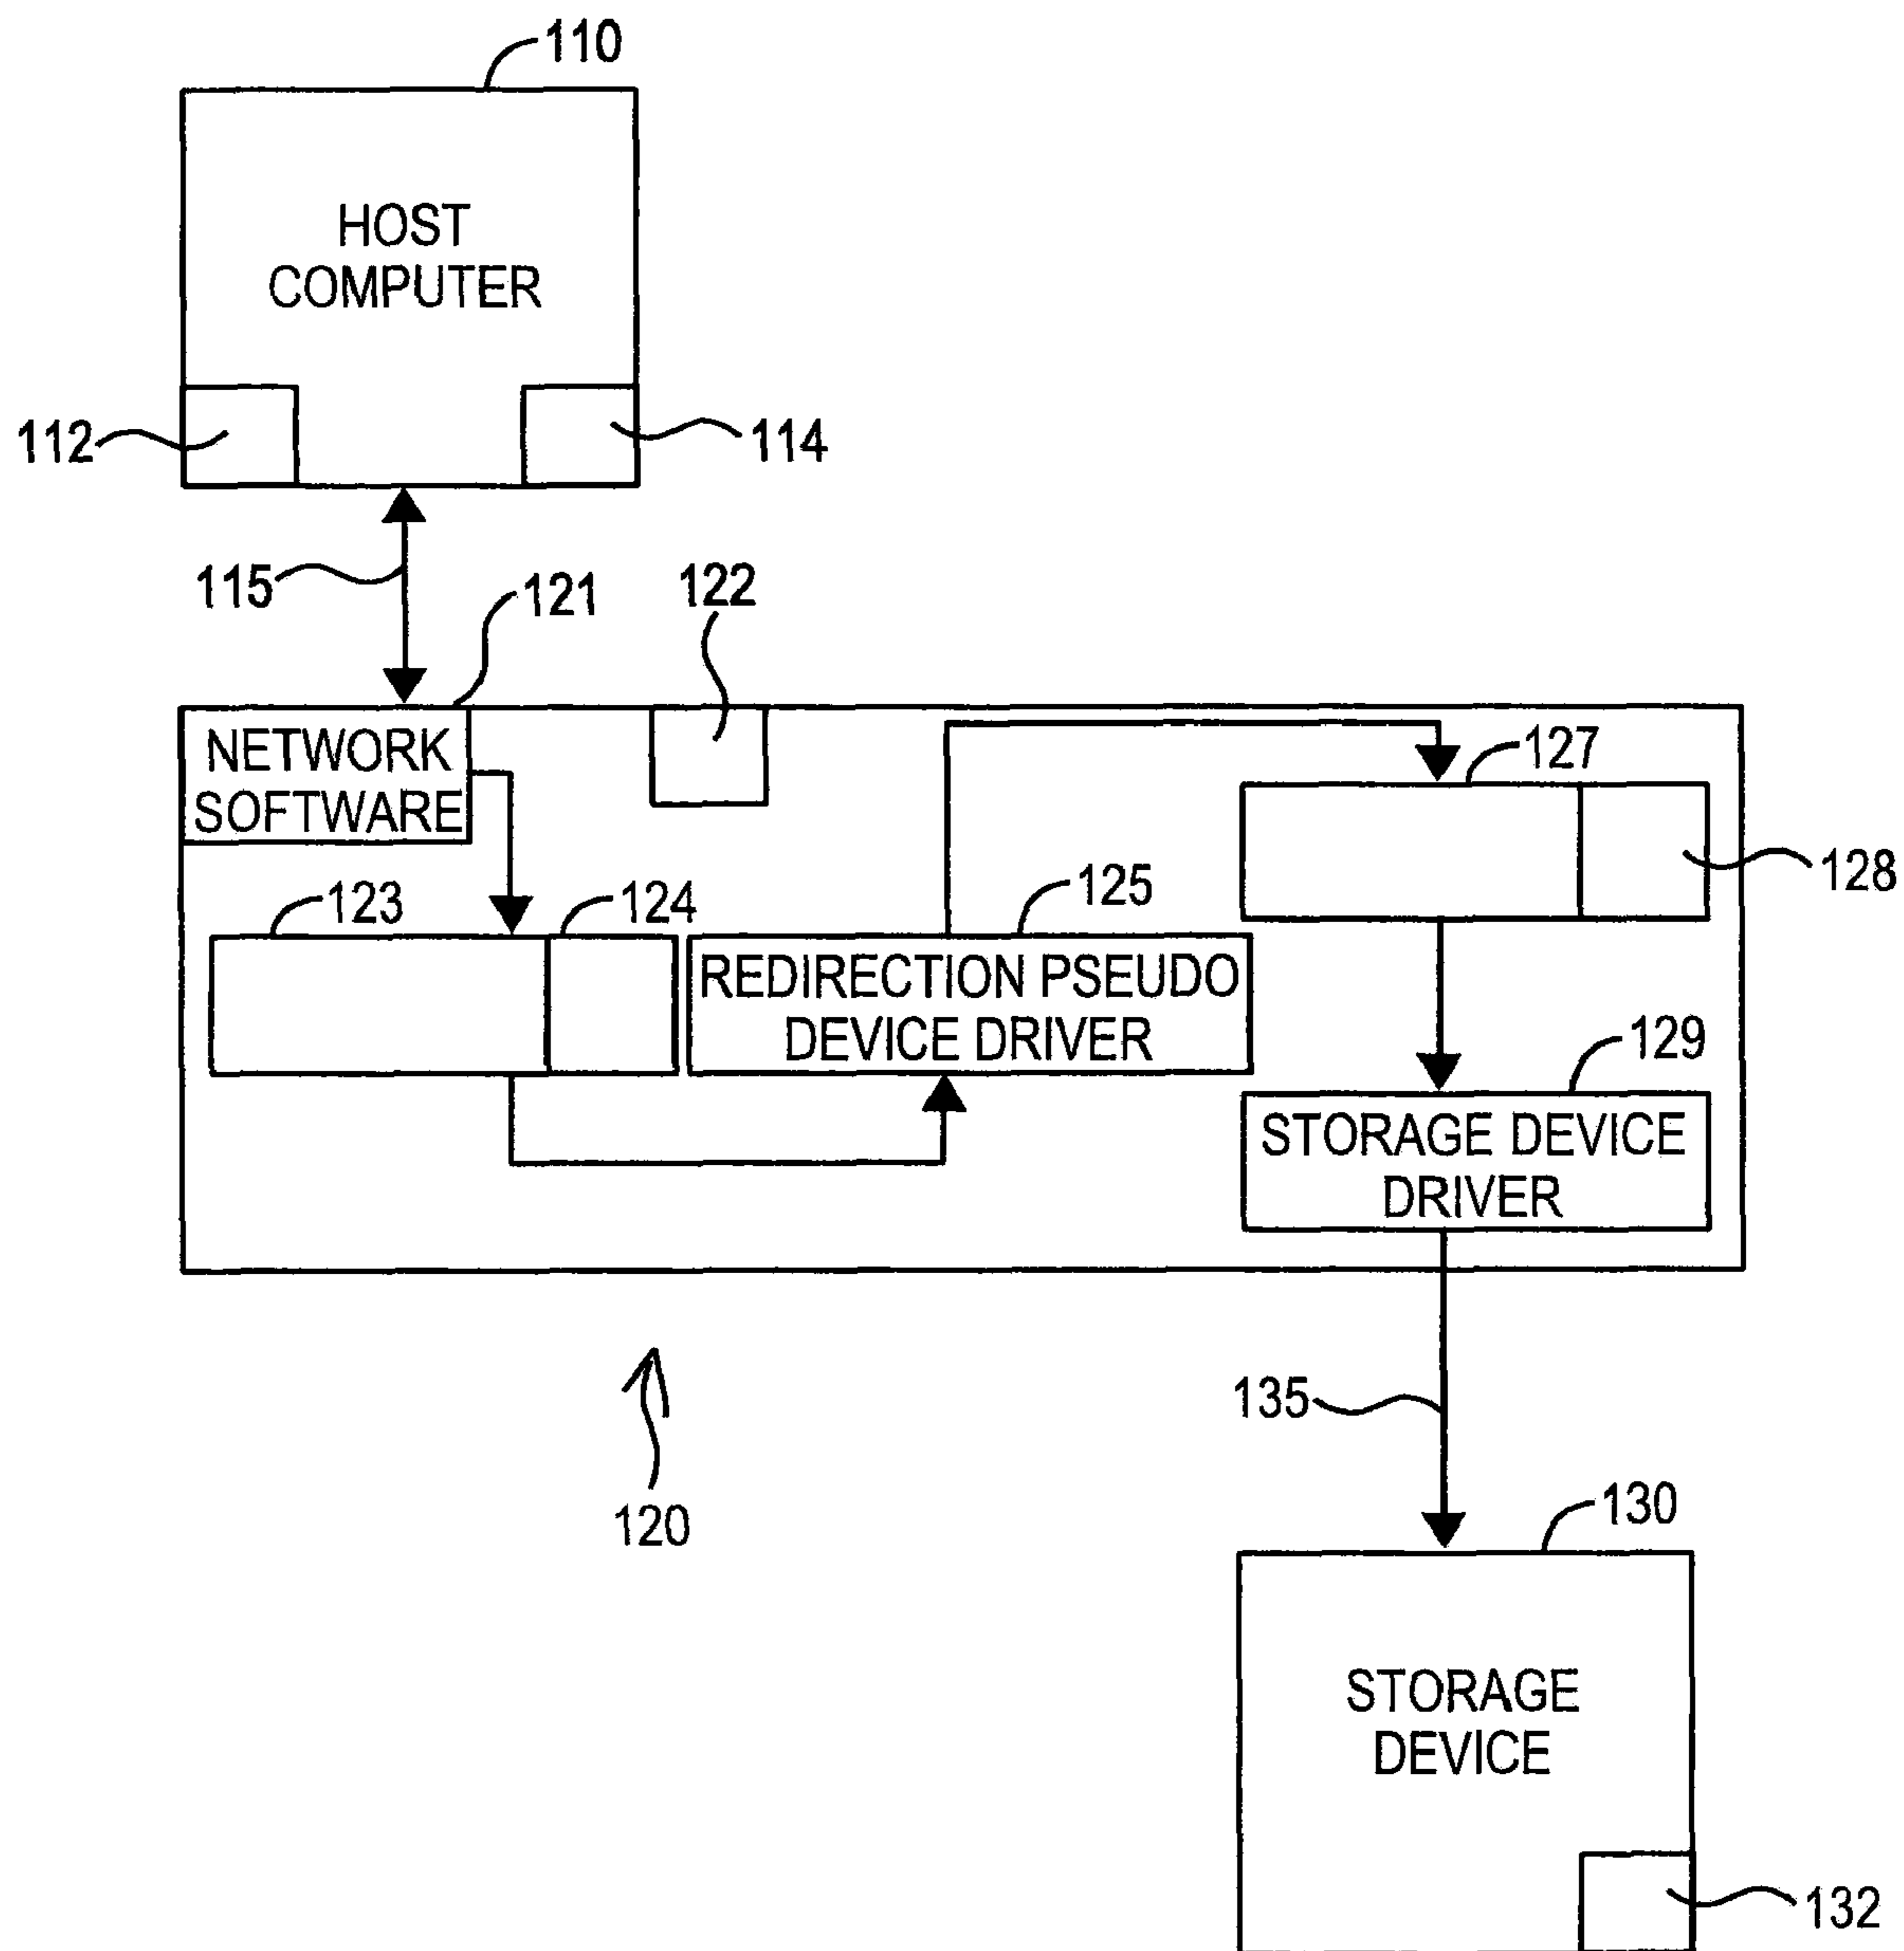 110
HOST
COMPUTER
112
114
115
121
122
NETWORK
SOFTWARE
127
128
123
124
125
REDIRECTION PSEUDO
DEVICE DRIVER
129
STORAGE DEVICE
DRIVER
135
120
130
STORAGE
DEVICE
132